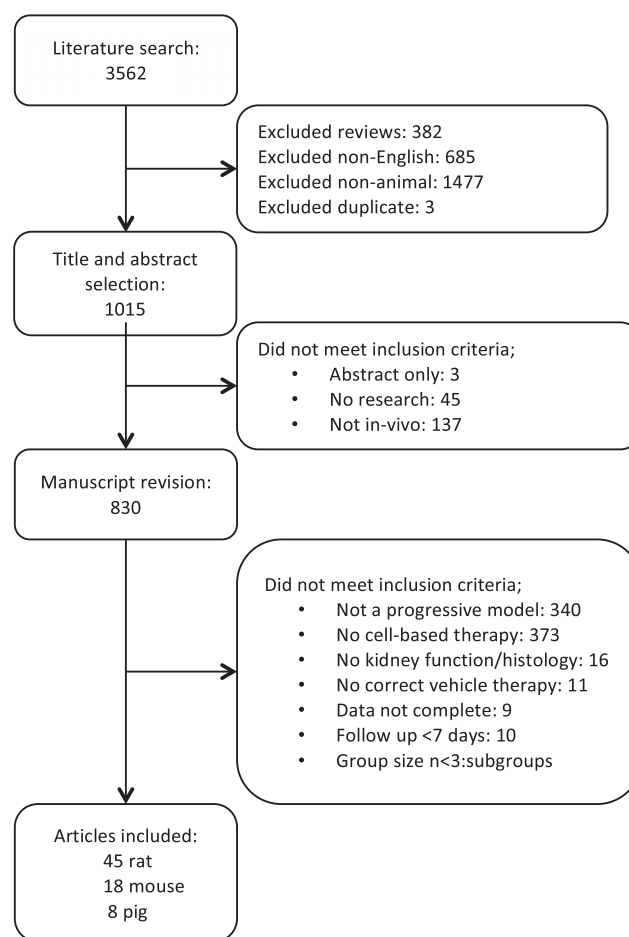 Literature search:
3562
Excluded reviews: 382
Excluded non-English: 685
Excluded non-animal: 1477
Excluded duplicate: 3
Title and abstract
selection:
1015
Did not meet inclusion criteria;
• Abstract only: 3
• No research: 45
• Not in-vivo: 137
Manuscript revision:
830
Did not meet inclusion criteria;
• Not a progressive model: 340
• No cell-based therapy: 373
• No kidney function/histology: 16
• No correct vehicle therapy: 11
• Data not complete: 9
• Follow up <7 days: 10
• Group size n<3:subgroups
Articles included:
45 rat
18 mouse
8 pig